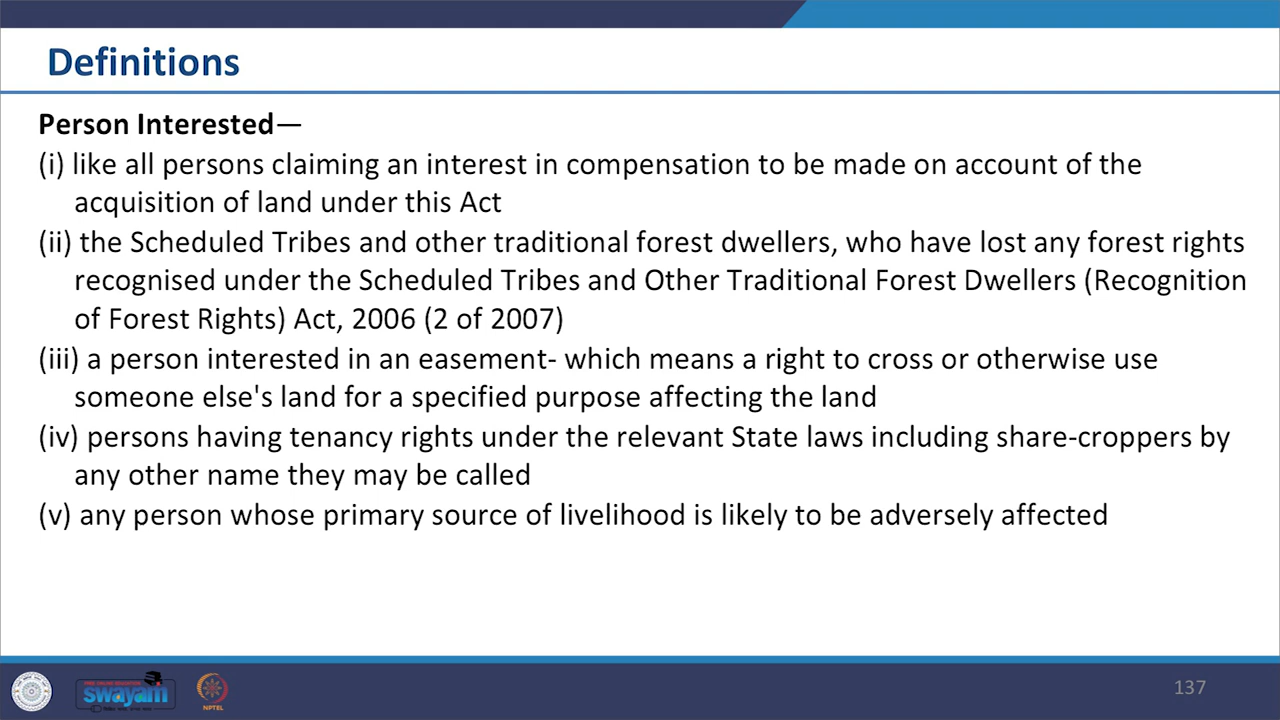 Definitions
Person Interested—
(i) like all persons claiming an interest in compensation to be made on account of the
acquisition of land under this Act
(ii) the Scheduled Tribes and other traditional forest dwellers, who have lost any forest rights
recognised under the Scheduled Tribes and Other Traditional Forest Dwellers (Recognition
of Forest Rights) Act, 2006 (2 of 2007)
(iii) a person interested in an easement- which means a right to cross or otherwise use
someone else's land for a specified purpose affecting the land
(iv) persons having tenancy rights under the relevant State laws including share-croppers by
any other name they may be called
(v) any person whose primary source of livelihood is likely to be adversely affected
swayam
NPTEL
137